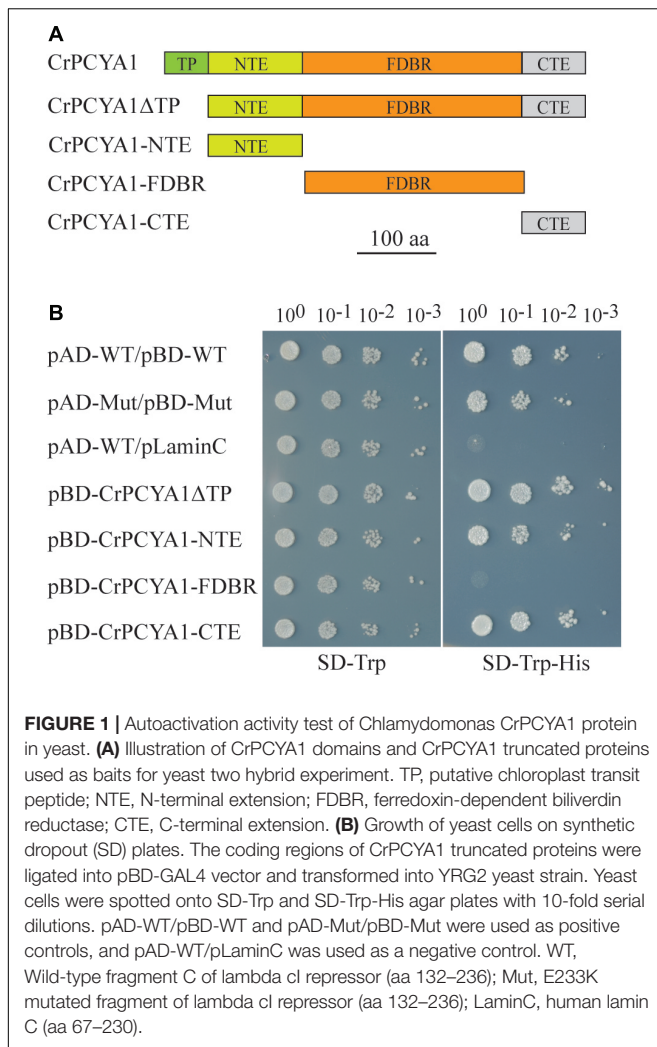 A
CrPCYA1 TP NTE FDBR CTE
CrPCYA1ΔTP NTE FDBR CTE
CrPCYA1-NTE NTE
CrPCYA1-FDBR FDBR
CrPCYA1-CTE CTE
100 aa
B 10⁰ 10⁻¹ 10⁻² 10⁻³ 10⁰ 10⁻¹ 10⁻² 10⁻³
pAD-WT/pBD-WT
pAD-Mut/pBD-Mut
pAD-WT/pLaminC
pBD-CrPCYA1ΔTP
pBD-CrPCYA1-NTE
pBD-CrPCYA1-FDBR
pBD-CrPCYA1-CTE
SD-Trp SD-Trp-His
FIGURE 1 | Autoactivation activity test of Chlamydomonas CrPCYA1 protein
in yeast. (A) Illustration of CrPCYA1 domains and CrPCYA1 truncated proteins
used as baits for yeast two hybrid experiment. TP, putative chloroplast transit
peptide; NTE, N-terminal extension; FDBR, ferredoxin-dependent biliverdin
reductase; CTE, C-terminal extension. (B) Growth of yeast cells on synthetic
dropout (SD) plates. The coding regions of CrPCYA1 truncated proteins were
ligated into pBD-GAL4 vector and transformed into YRG2 yeast strain. Yeast
cells were spotted onto SD-Trp and SD-Trp-His agar plates with 10-fold serial
dilutions. pAD-WT/pBD-WT and pAD-Mut/pBD-Mut were used as positive
controls, and pAD-WT/pLaminC was used as a negative control. WT,
Wild-type fragment C of lambda cI repressor (aa 132–236); Mut, E233K
mutated fragment of lambda cI repressor (aa 132–236); LaminC, human lamin
C (aa 67–230).